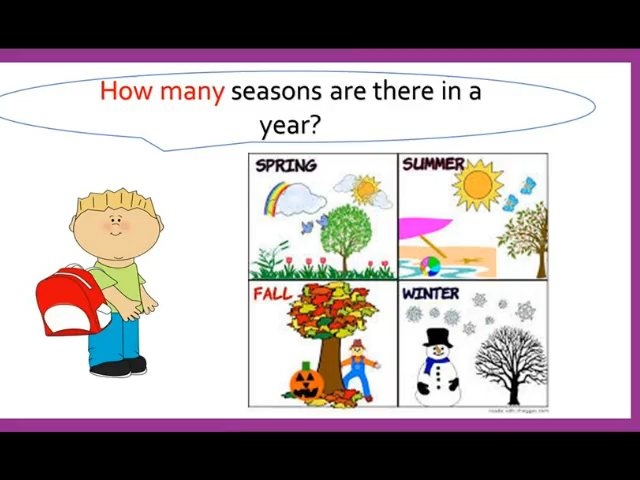 How many seasons are there in a
year?
SPRING
SUMMER
FALL
WINTER